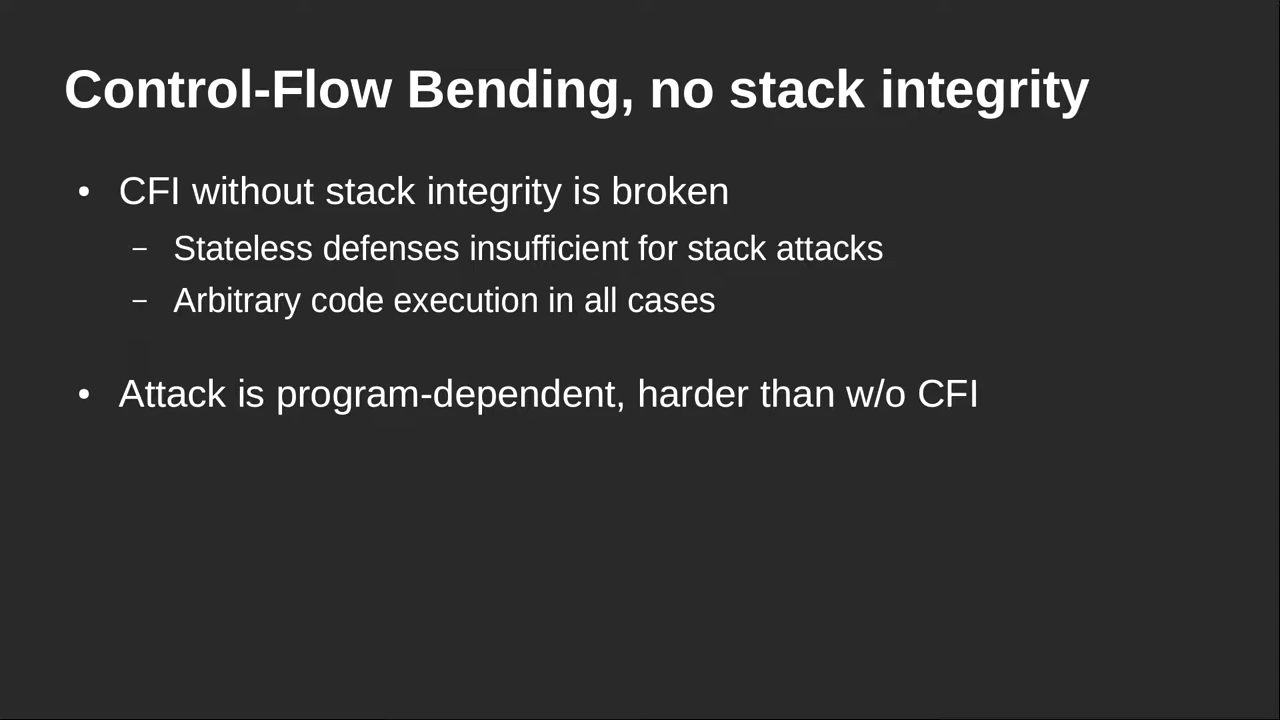 Control-Flow Bending, no stack integrity
• CFI without stack integrity is broken
– Stateless defenses insufficient for stack attacks
– Arbitrary code execution in all cases
• Attack is program-dependent, harder than w/o CFI